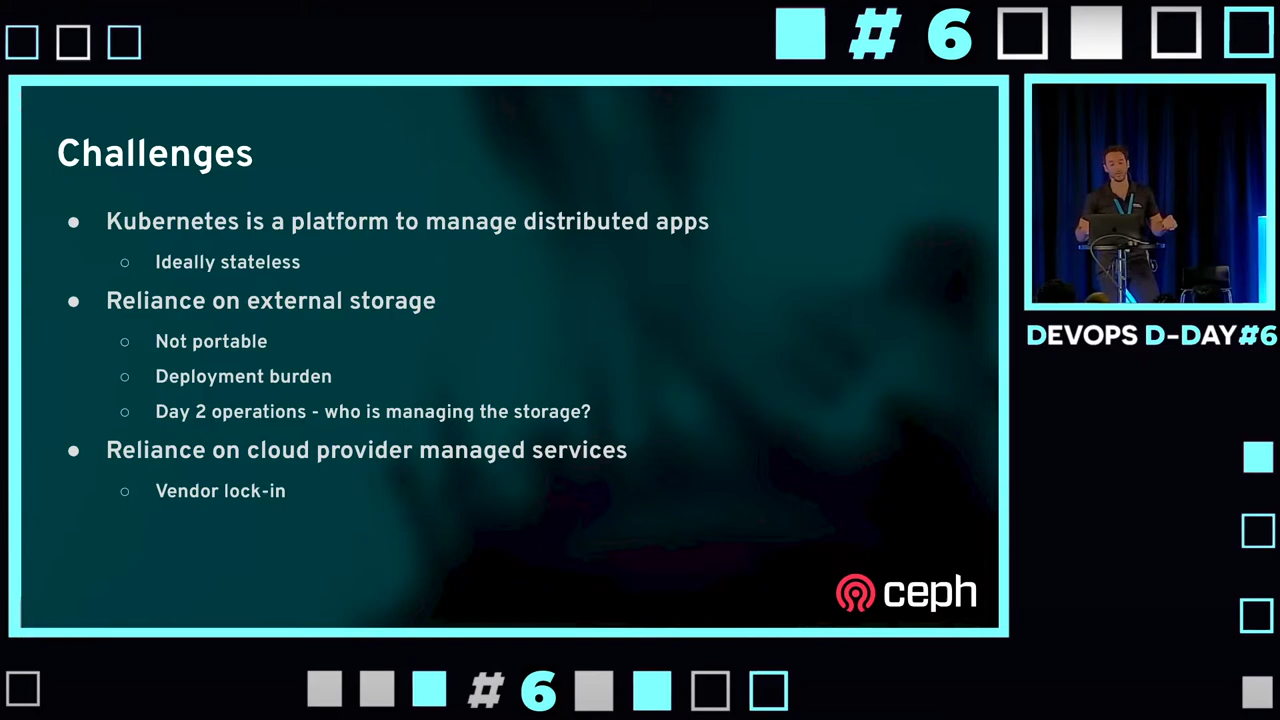 # 6
Challenges
● Kubernetes is a platform to manage distributed apps
○ Ideally stateless
● Reliance on external storage
○ Not portable
○ Deployment burden
○ Day 2 operations - who is managing the storage?
● Reliance on cloud provider managed services
○ Vendor lock-in
ceph
DEVOPS D-DAY#6
# 6